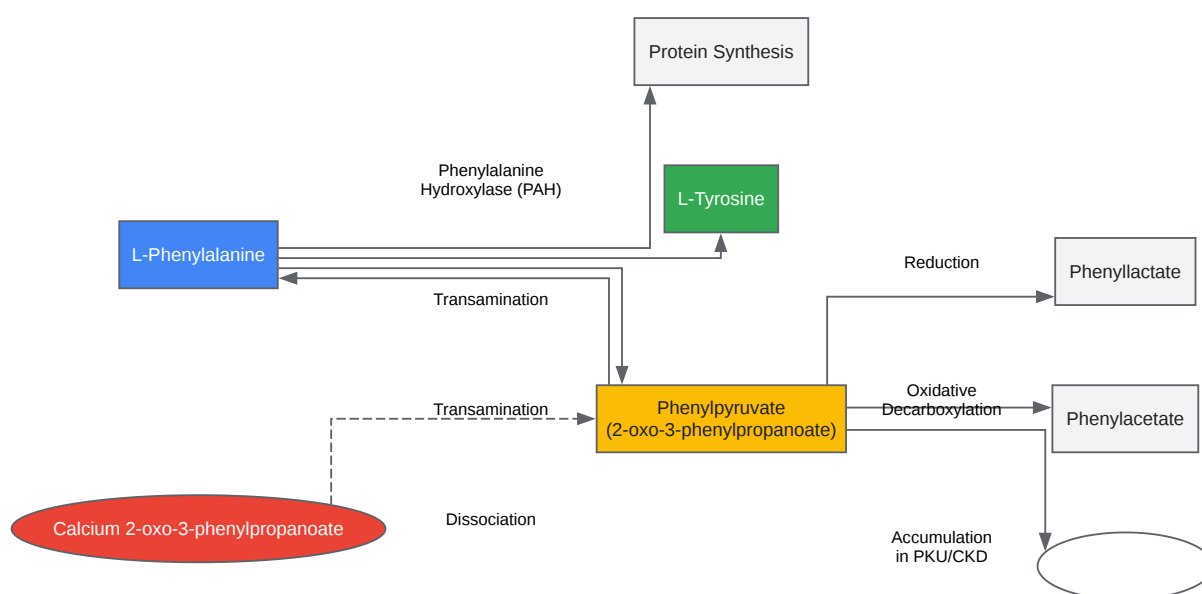 Protein Synthesis
Phenylalanine
Hydroxylase (PAH)
L-Tyrosine
L-Phenylalanine
Reduction
Phenyllactate
Transamination
Transamination
Phenylpyruvate
(2-oxo-3-phenylpropanoate)
Oxidative
Decarboxylation
Phenylacetate
Calcium 2-oxo-3-phenylpropanoate
Dissociation
Accumulation
in PKU/CKD